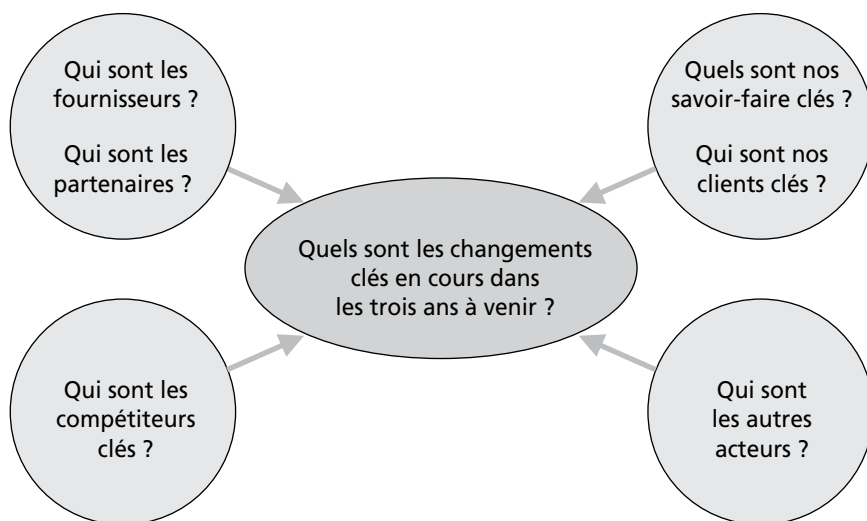 Qui sont les
fournisseurs ?
Qui sont les
partenaires ?
Quels sont nos
savoir-faire clés ?
Qui sont nos
clients clés ?
Quels sont les changements
clés en cours dans
les trois ans à venir ?
Qui sont les
compétiteurs
clés ?
Qui sont
les autres
acteurs ?